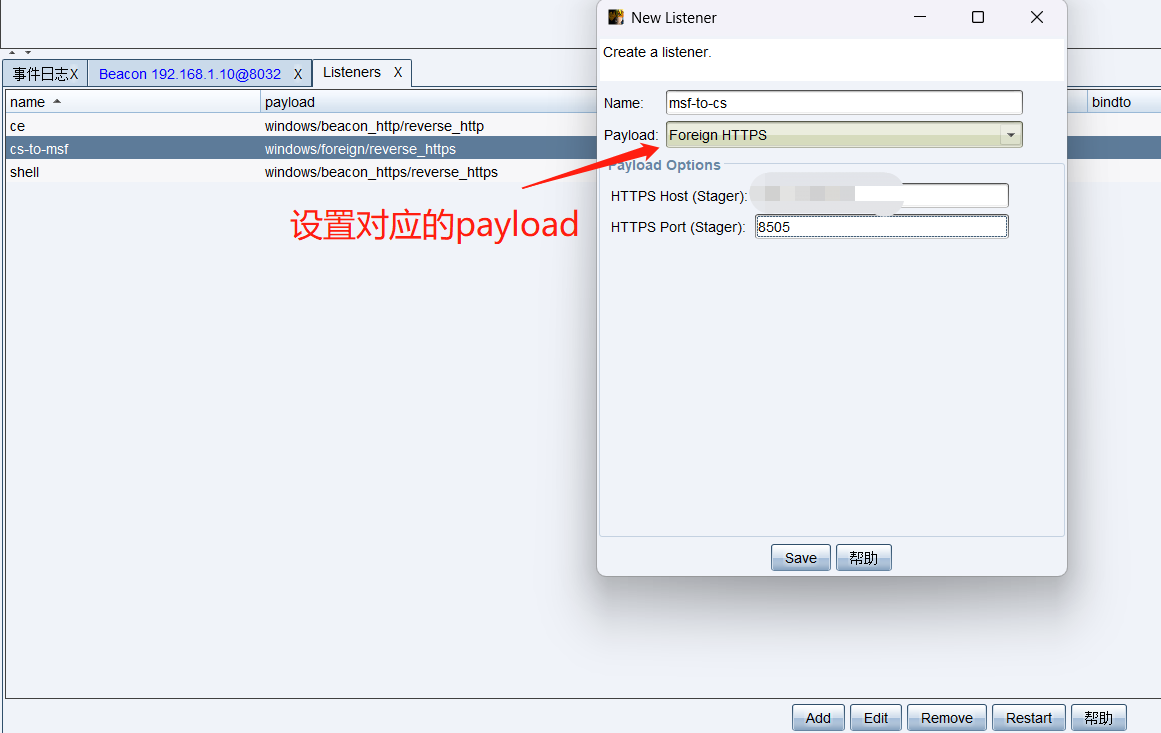 New Listener
Create a listener.
事件日志X
Beacon 192.168.1.10@8032 X
Listeners X
name payload bindto
ce windows/beacon_http/reverse_http
cs-to-msf windows/foreign/reverse_https
shell windows/beacon_https/reverse_https
Name: msf-to-cs
Payload: Foreign HTTPS
Payload Options
HTTPS Host (Stager):
HTTPS Port (Stager): 8505
设置对应的payload
Save 帮助
Add Edit Remove Restart 帮助